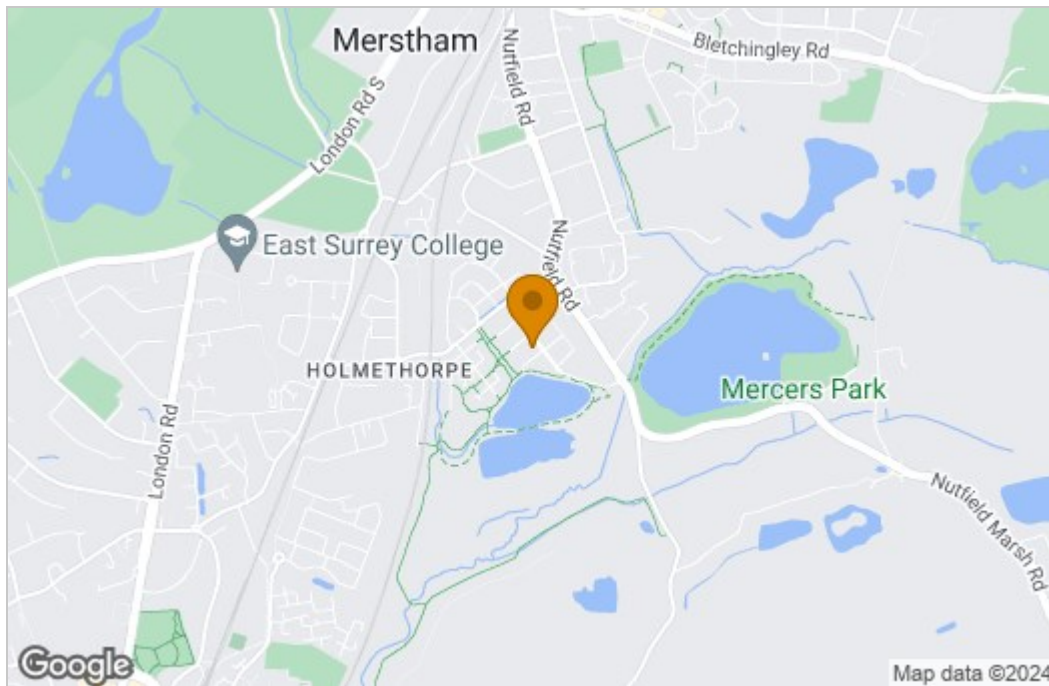 Merstham
Bletchingley Rd
Nutfield Rd
London Rd S
East Surrey College
Nutfield Rd
HOLMETHORPE
Mercers Park
London Rd
Nutfield Marsh Rd
Google
Map data ©2024